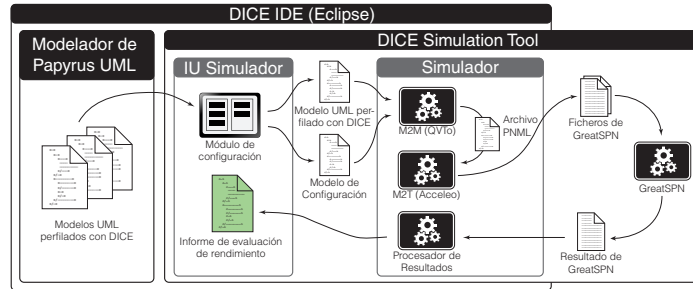 DICE IDE (Eclipse)
Modelador de
Papyrus UML
DICE Simulation Tool
IU Simulador
Simulador
Módulo de
configuración
Modelo UML per-
filado con DICE
Modelo de
Configuración
M2M (QVTo)
Archivo
PNML
M2T (Acceleo)
Ficheros de
GreatSPN
GreatSPN
Modelos UML
perfilados con DICE
Informe de evaluación
de rendimiento
Procesador de
Resultados
Resultado de
GreatSPN